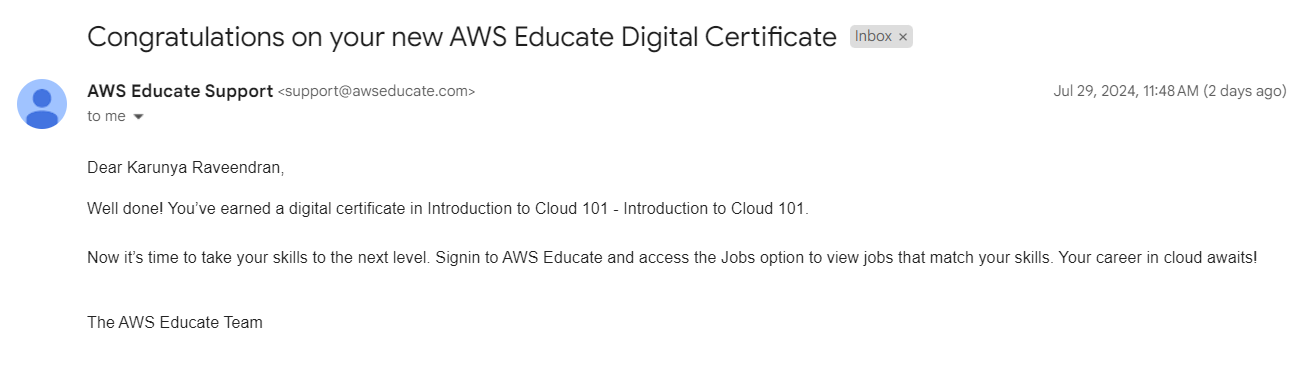 Congratulations on your new AWS Educate Digital Certificate Inbox ×
AWS Educate Support <support@awseducate.com> Jul 29, 2024, 11:48 AM (2 days ago)
to me
Dear Karunya Raveendran,
Well done! You’ve earned a digital certificate in Introduction to Cloud 101 - Introduction to Cloud 101.
Now it’s time to take your skills to the next level. Signin to AWS Educate and access the Jobs option to view jobs that match your skills. Your career in cloud awaits!
The AWS Educate Team